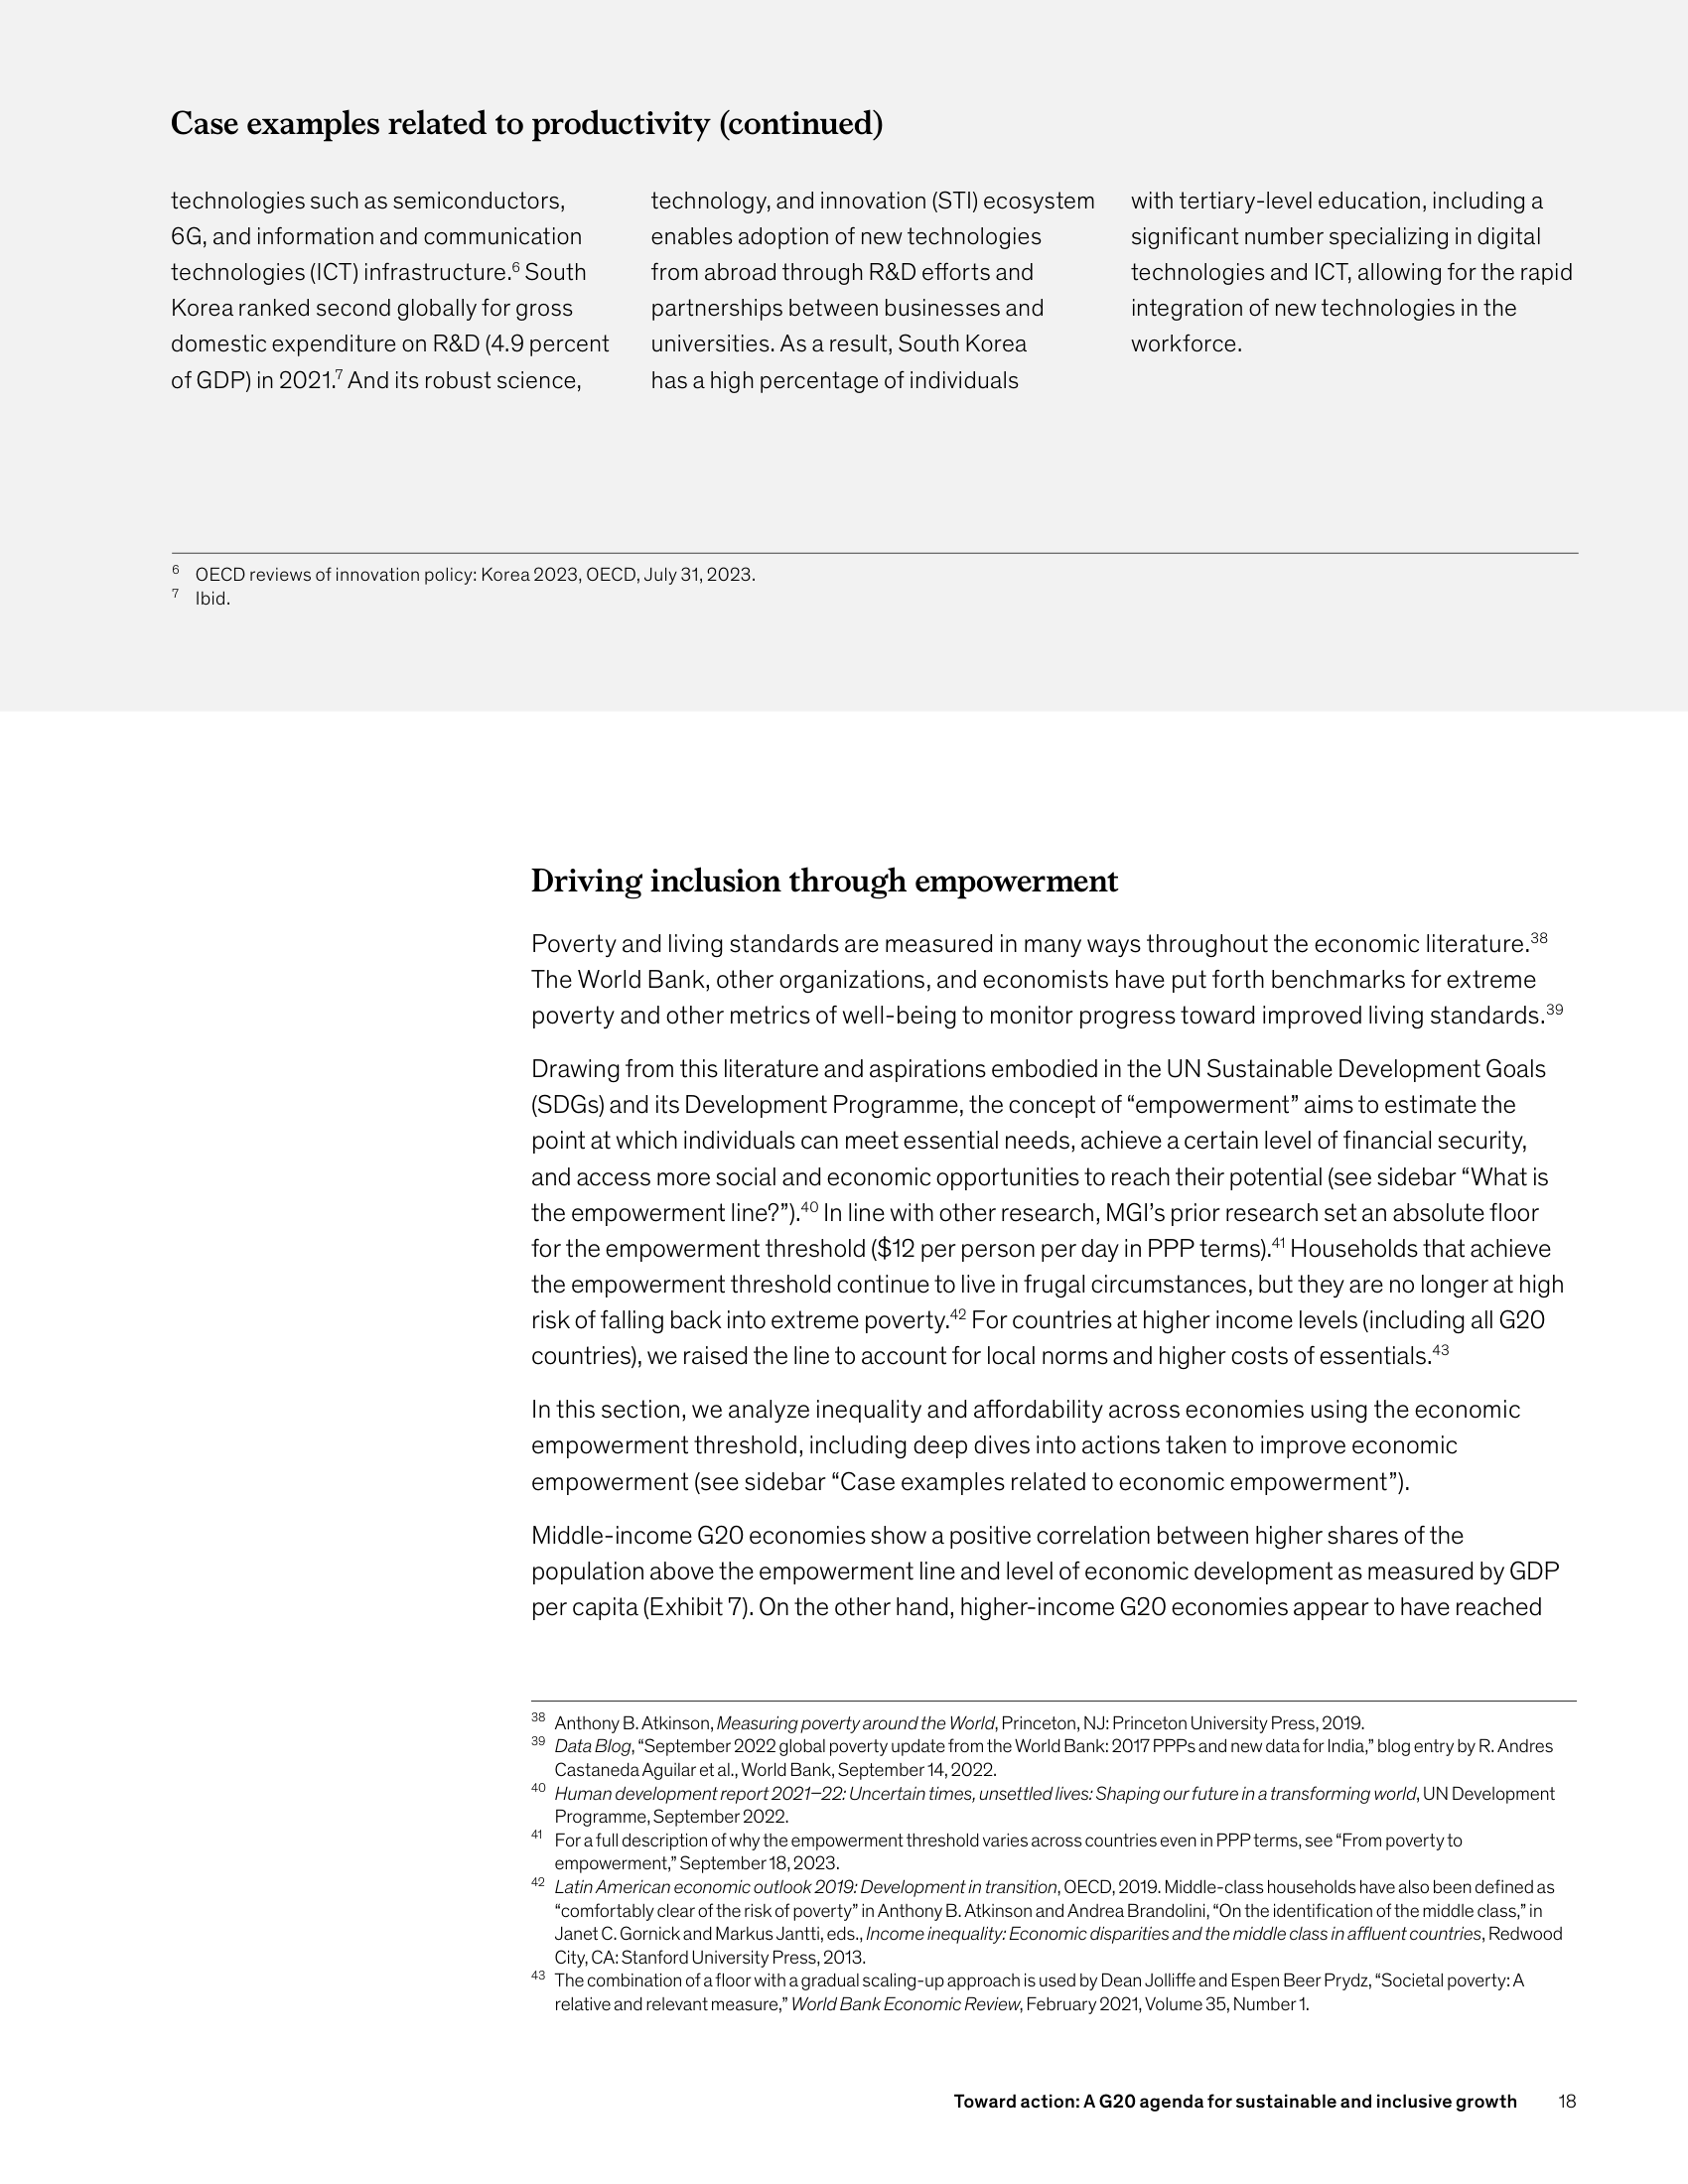 Case examples related to productivity (continued)
technologies such as semiconductors,
6G, and information and communication
technologies (ICT) infrastructure.6 South
Korea ranked second globally for gross
domestic expenditure on R&D (4.9 percent
of GDP) in 2021.7 And its robust science,
technology, and innovation (STI) ecosystem
enables adoption of new technologies
from abroad through R&D efforts and
partnerships between businesses and
universities. As a result, South Korea
has a high percentage of individuals
with tertiary-level education, including a
significant number specializing in digital
technologies and ICT, allowing for the rapid
integration of new technologies in the
workforce.
6 OECD reviews of innovation policy: Korea 2023, OECD, July 31, 2023.
7 Ibid.
Driving inclusion through empowerment
Poverty and living standards are measured in many ways throughout the economic literature.38
The World Bank, other organizations, and economists have put forth benchmarks for extreme
poverty and other metrics of well-being to monitor progress toward improved living standards.39
Drawing from this literature and aspirations embodied in the UN Sustainable Development Goals
(SDGs) and its Development Programme, the concept of “empowerment” aims to estimate the
point at which individuals can meet essential needs, achieve a certain level of financial security,
and access more social and economic opportunities to reach their potential (see sidebar “What is
the empowerment line?”).40 In line with other research, MGI’s prior research set an absolute floor
for the empowerment threshold ($12 per person per day in PPP terms).41 Households that achieve
the empowerment threshold continue to live in frugal circumstances, but they are no longer at high
risk of falling back into extreme poverty.42 For countries at higher income levels (including all G20
countries), we raised the line to account for local norms and higher costs of essentials.43
In this section, we analyze inequality and affordability across economies using the economic
empowerment threshold, including deep dives into actions taken to improve economic
empowerment (see sidebar “Case examples related to economic empowerment”).
Middle-income G20 economies show a positive correlation between higher shares of the
population above the empowerment line and level of economic development as measured by GDP
per capita (Exhibit 7). On the other hand, higher-income G20 economies appear to have reached
38 Anthony B. Atkinson, Measuring poverty around the World, Princeton, NJ: Princeton University Press, 2019.
39 Data Blog, “September 2022 global poverty update from the World Bank: 2017 PPPs and new data for India,” blog entry by R. Andres
Castaneda Aguilar et al., World Bank, September 14, 2022.
40 Human development report 2021–22: Uncertain times, unsettled lives: Shaping our future in a transforming world, UN Development
Programme, September 2022.
41 For a full description of why the empowerment threshold varies across countries even in PPP terms, see “From poverty to
empowerment,” September 18, 2023.
42 Latin American economic outlook 2019: Development in transition, OECD, 2019. Middle-class households have also been defined as
“comfortably clear of the risk of poverty” in Anthony B. Atkinson and Andrea Brandolini, “On the identification of the middle class,” in
Janet C. Gornick and Markus Jantti, eds., Income inequality: Economic disparities and the middle class in affluent countries, Redwood
City, CA: Stanford University Press, 2013.
43 The combination of a floor with a gradual scaling-up approach is used by Dean Jolliffe and Espen Beer Prydz, “Societal poverty: A
relative and relevant measure,” World Bank Economic Review, February 2021, Volume 35, Number 1.
Toward action: A G20 agenda for sustainable and inclusive growth 18